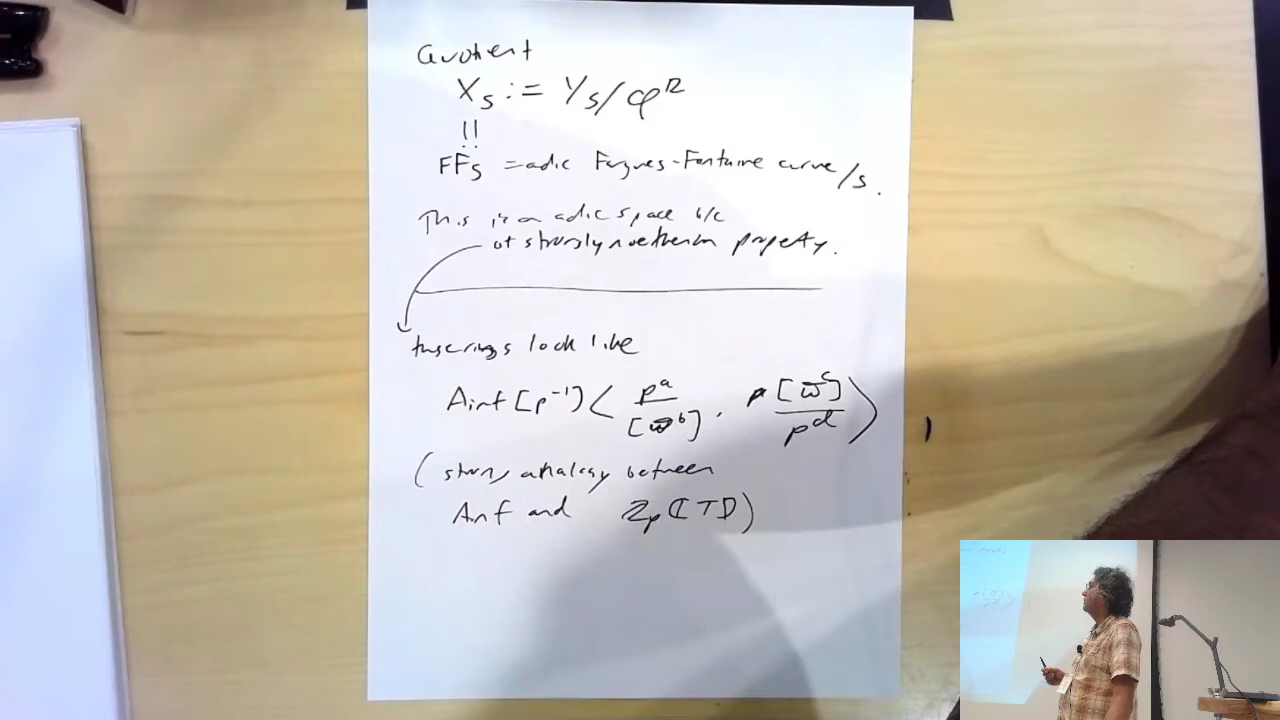 Quotient
X_S := Y_S/φ^ℤ
!!
FF_S = adic Fargues-Fontaine curve/S.
This is an adic space b/c
of strongly noetherian property.
these rings look like
Ainf[p^-1]⟨ p^a/[ϖ^b], [ϖ^c]/p^d ⟩
(strong analogy between
Ainf and ℤ_p⟦T⟧)